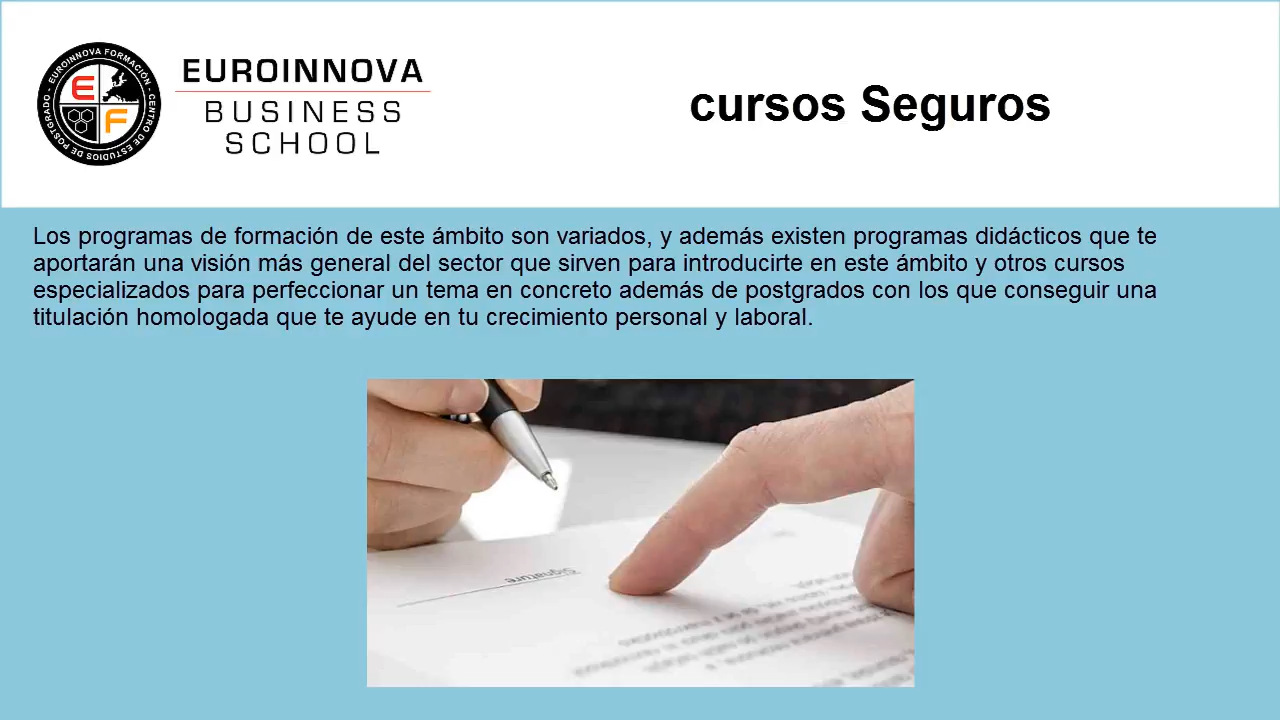 EUROINNOVA FORMACIÓN - CENTRO DE ESTUDIOS DE POSTGRADO -
E
F
EUROINNOVA
BUSINESS
SCHOOL
cursos Seguros
Los programas de formación de este ámbito son variados, y además existen programas didácticos que te
aportarán una visión más general del sector que sirven para introducirte en este ámbito y otros cursos
especializados para perfeccionar un tema en concreto además de postgrados con los que conseguir una
titulación homologada que te ayude en tu crecimiento personal y laboral.
Signature